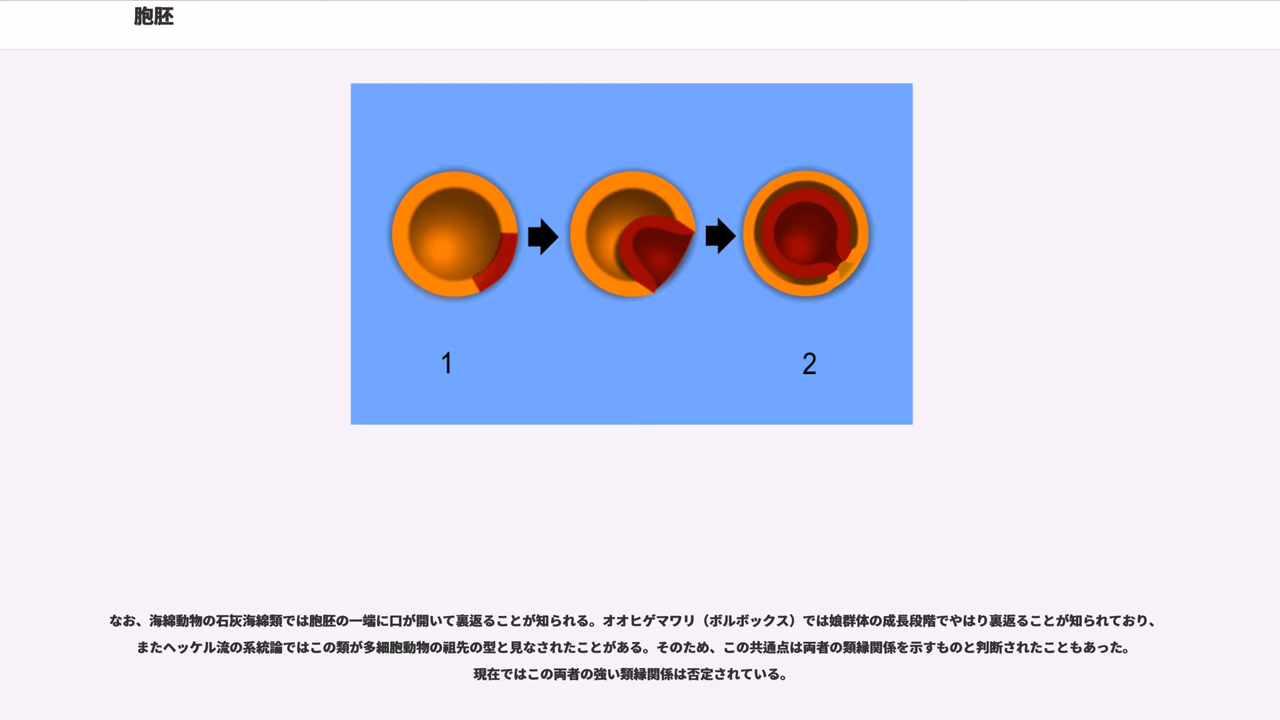 胞胚
1
2
なお、海綿動物の石灰海綿類では胞胚の一端に口が開いて裏返ることが知られる。オオヒゲマワリ（ボルボックス）では娘群体の成長段階でやはり裏返ることが知られており、
またヘッケル流の系統論ではこの類が多細胞動物の祖先の型と見なされたことがある。そのため、この共通点は両者の類縁関係を示すものと判断されたこともあった。
現在ではこの両者の強い類縁関係は否定されている。